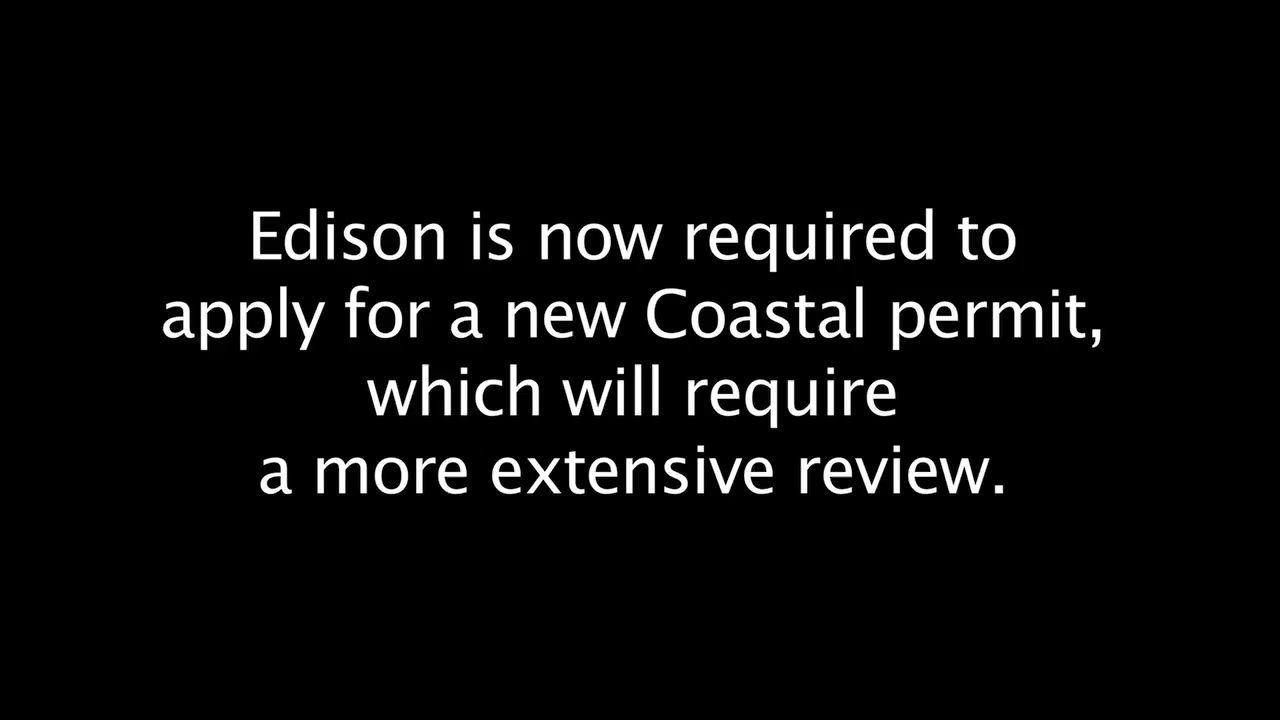 Edison is now required to
apply for a new Coastal permit,
which will require
a more extensive review.